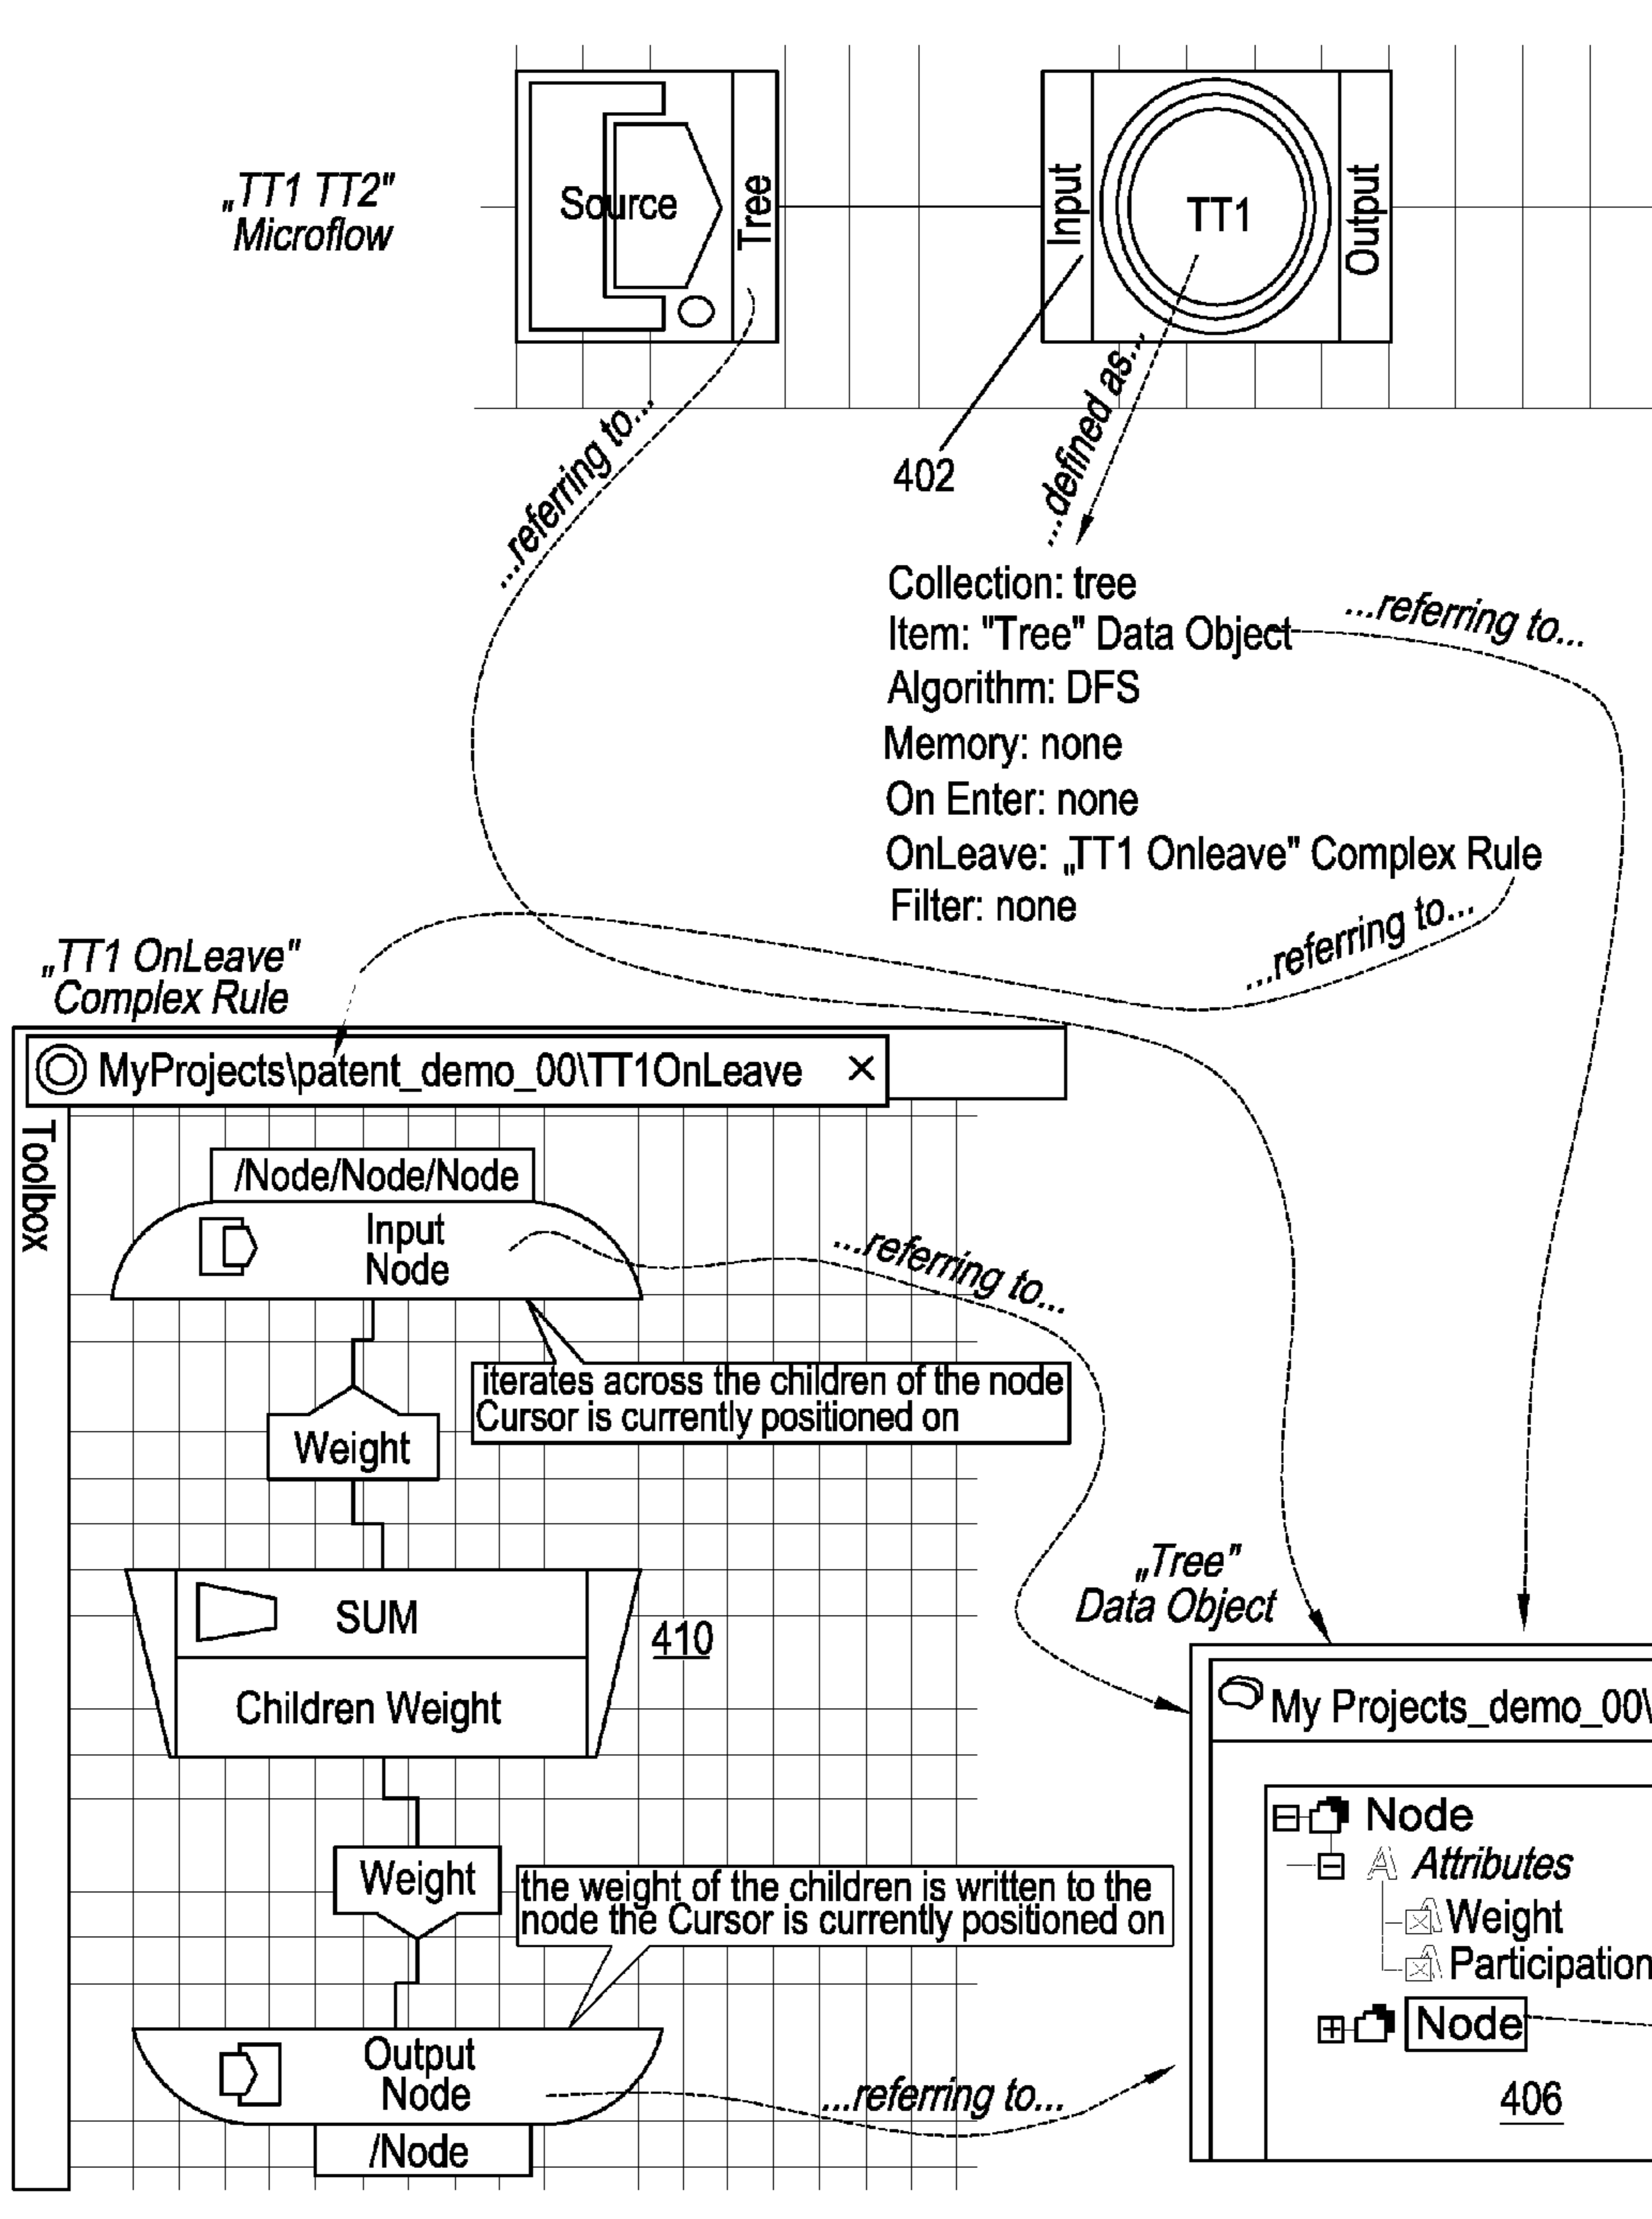 „TT1 TT2"
Microflow
Source
Tree
Input
TT1
Output
402
...referring to...
...defined as...
Collection: tree
Item: "Tree" Data Object
...referring to...
Algorithm: DFS
Memory: none
On Enter: none
OnLeave: „TT1 Onleave" Complex Rule
Filter: none
...referring to...
„TT1 OnLeave"
Complex Rule
MyProjects\patent_demo_00\TT1OnLeave
Toolbox
/Node/Node/Node
Input
Node
...referring to...
iterates across the children of the node
Cursor is currently positioned on
Weight
SUM
Children Weight
410
„Tree"
Data Object
My Projects_demo_00\
Node
A Attributes
Weight
Participation
Node
406
Weight
the weight of the children is written to the
node the Cursor is currently positioned on
Output
Node
...referring to...
/Node